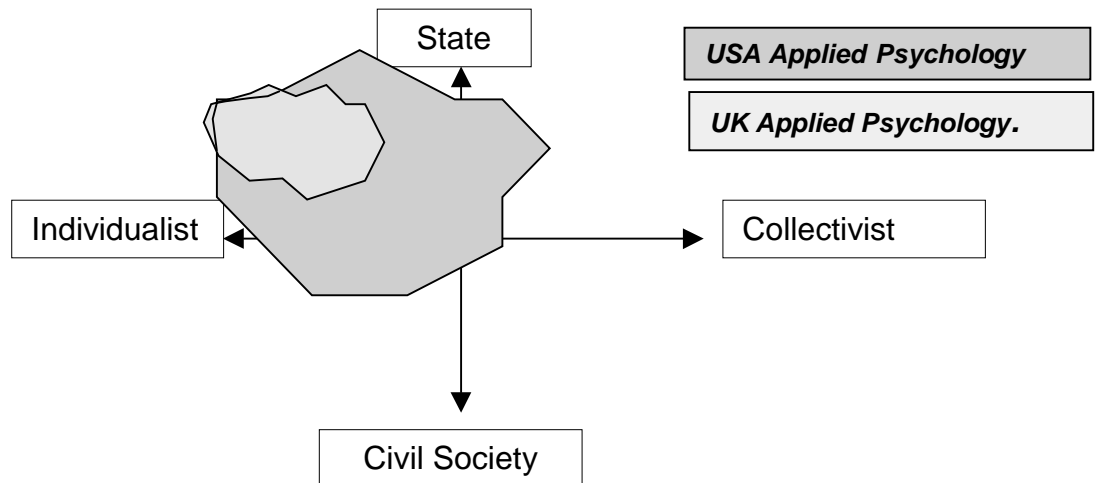 State
USA Applied Psychology
UK Applied Psychology.
Individualist
Collectivist
Civil Society